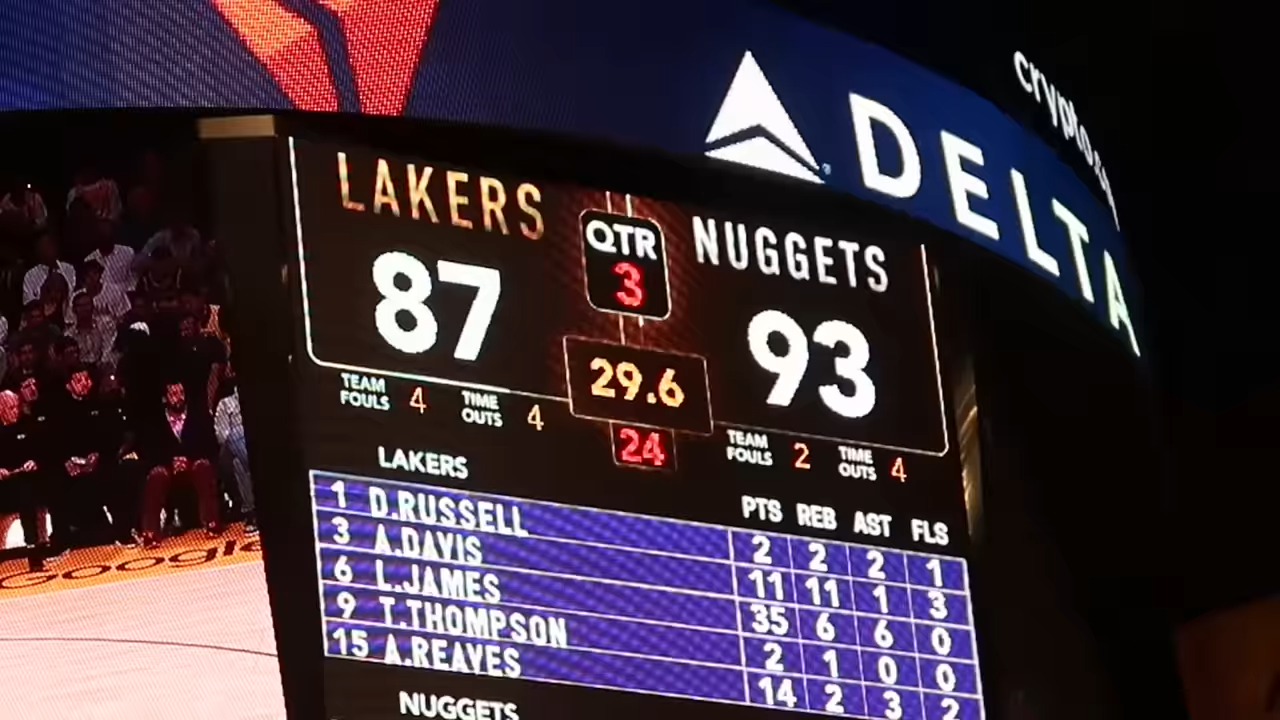 crypto
DELTA
LAKERS
QTR
NUGGETS
87
3
93
29.6
TEAM FOULS 4
TIME OUTS 4
24
TEAM FOULS 2
TIME OUTS 4
LAKERS
PTS REB AST FLS
1 D.RUSSELL 2 2 2 1
3 A.DAVIS 11 11 1 3
6 L.JAMES 35 6 6 0
9 T.THOMPSON 2 1 0 0
15 A.REAVES 14 2 3 2
NUGGETS
Google